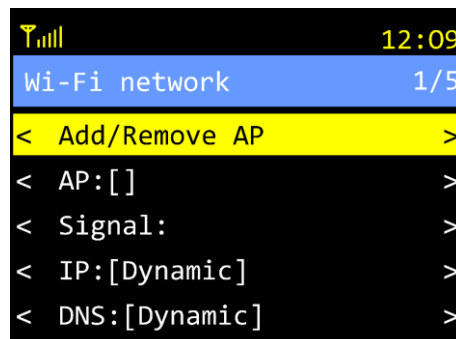 12:09
Wi-Fi network 1/5
< Add/Remove AP >
< AP:[] >
< Signal: >
< IP:[Dynamic] >
< DNS:[Dynamic] >